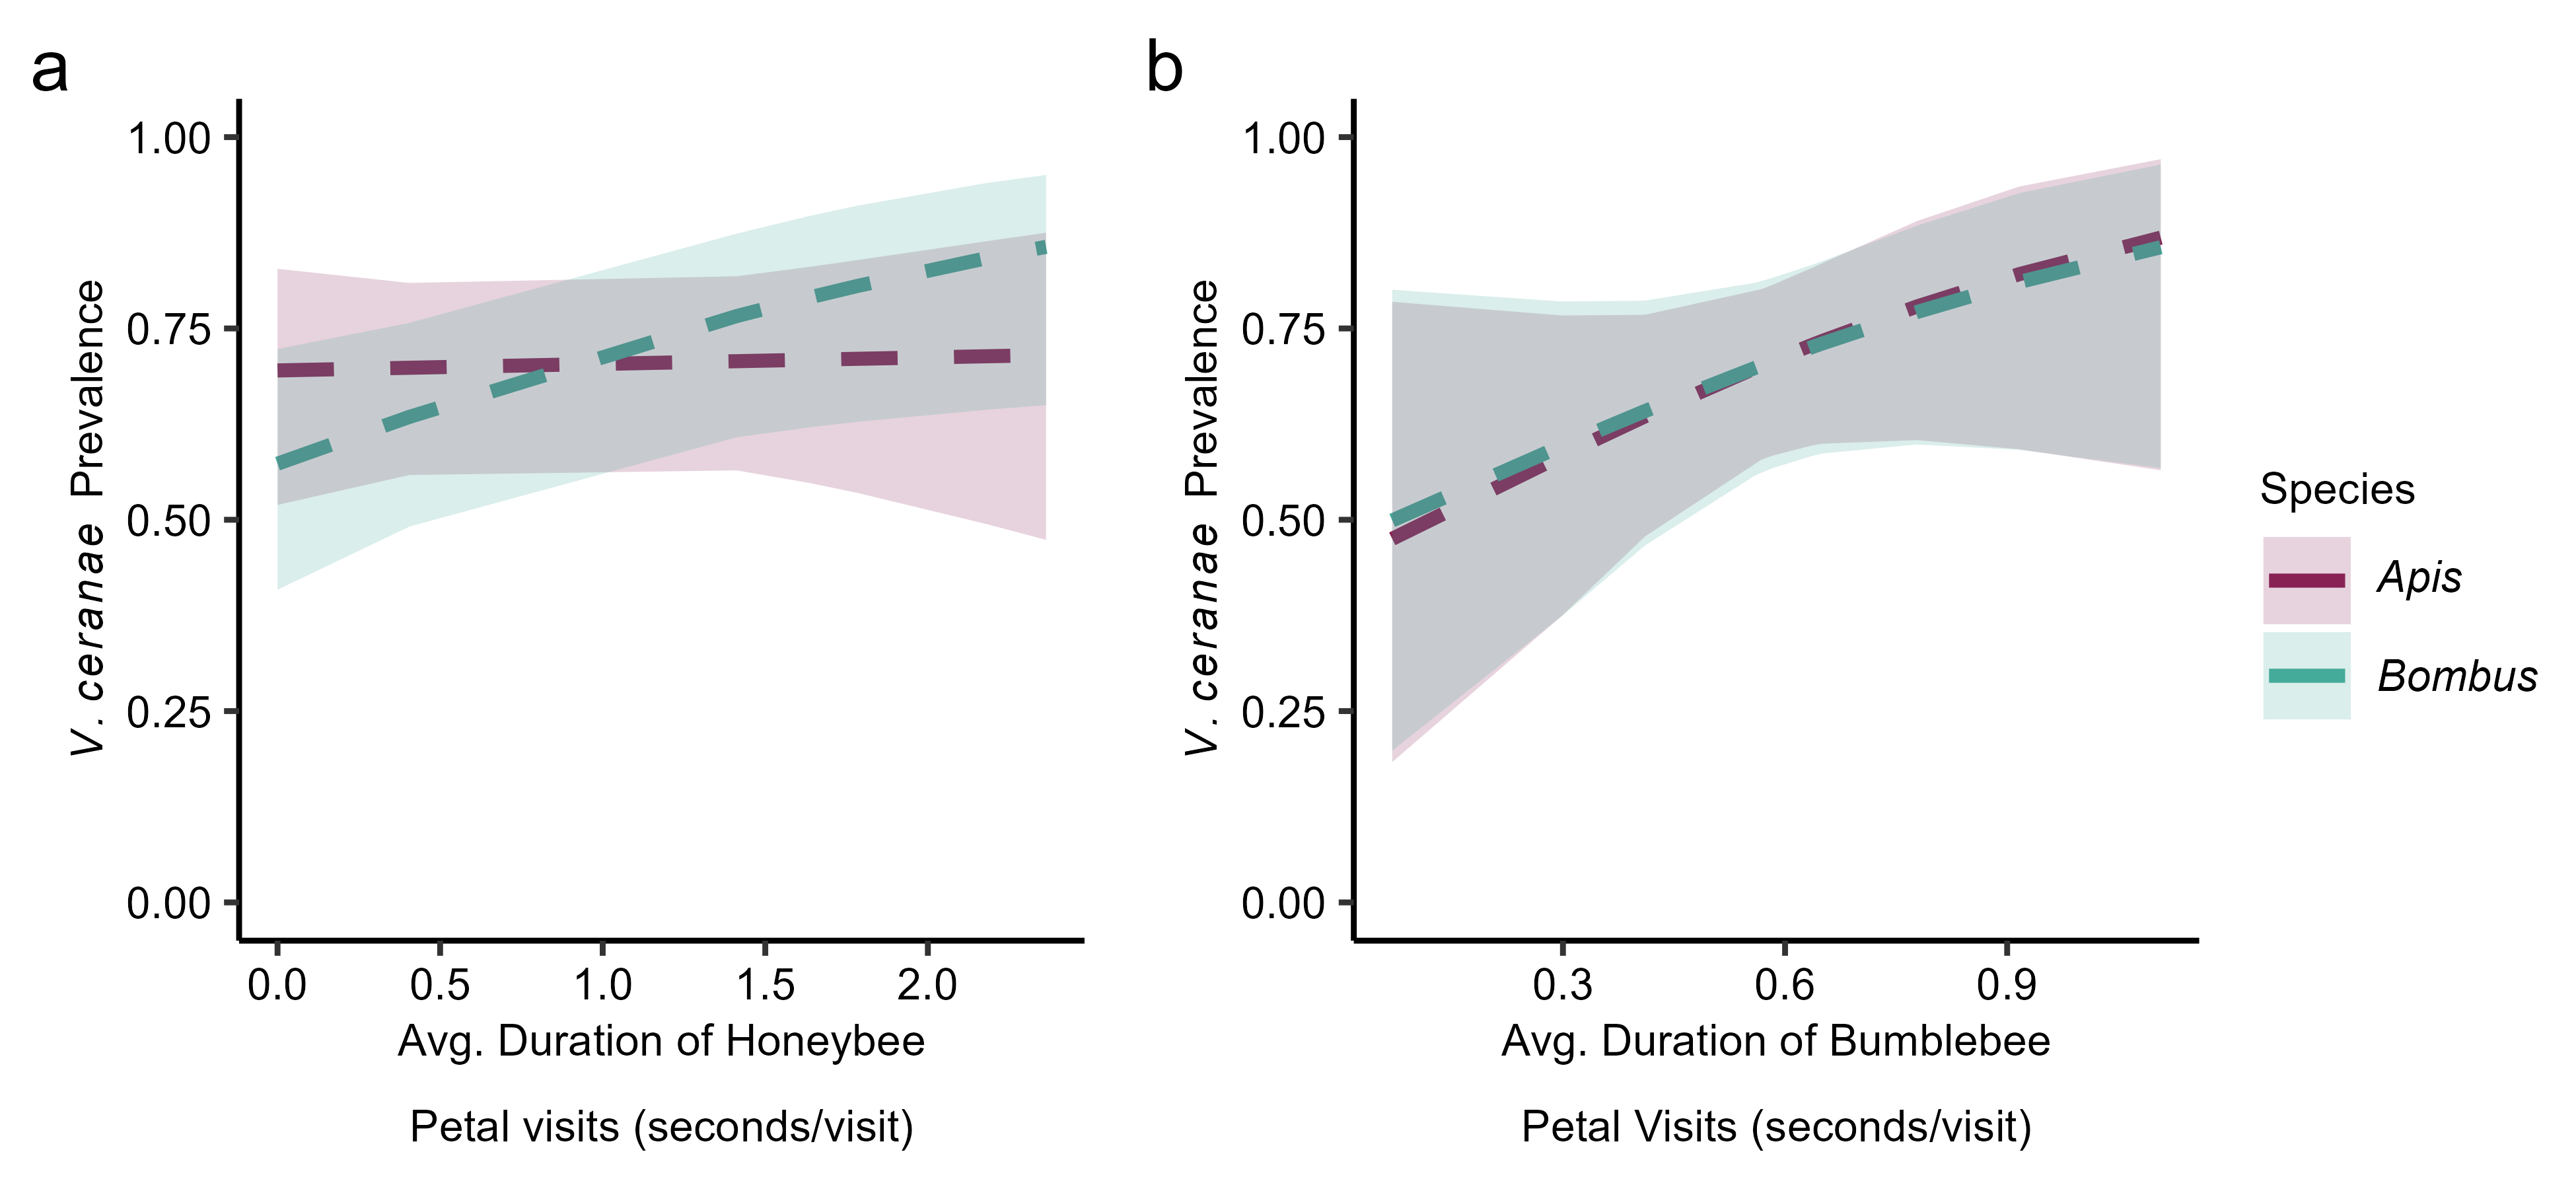 a
V. ceranae Prevalence
1.00
0.75
0.50
0.25
0.00
0.0 0.5 1.0 1.5 2.0
Avg. Duration of Honeybee
Petal visits (seconds/visit)
b
V. ceranae Prevalence
1.00
0.75
0.50
0.25
0.00
0.3 0.6 0.9
Avg. Duration of Bumblebee
Petal Visits (seconds/visit)
Species
Apis
Bombus